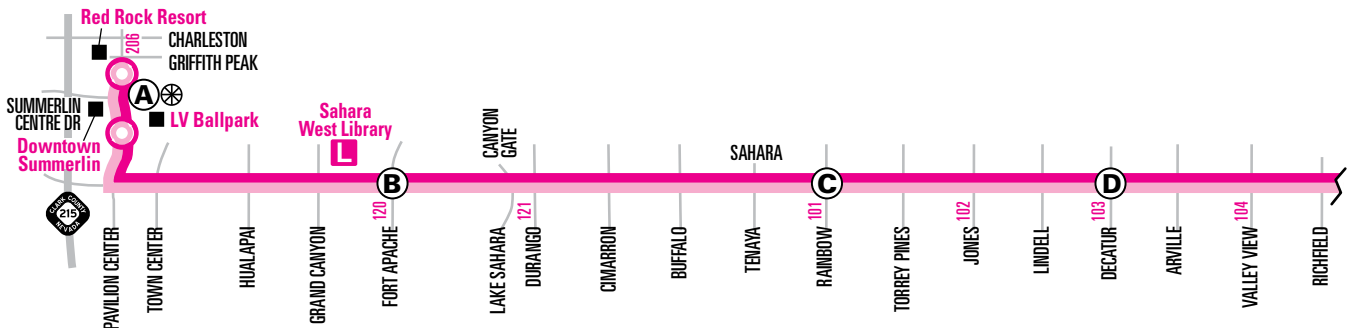 Red Rock Resort
206
CHARLESTON
GRIFFITH PEAK
A
SUMMERLIN
CENTRE DR
LV Ballpark
Downtown
Summerlin
Sahara
West Library
L
CANYON
GATE
SAHARA
B
C
D
CLARK COUNTY
215
NEVADA
120
121
101
102
103
104
PAVILION CENTER
TOWN CENTER
HUALAPAI
GRAND CANYON
FORT APACHE
LAKE SAHARA
DURANGO
CIMARRON
BUFFALO
TENAYA
RAINBOW
TORREY PINES
JONES
LINDELL
DECATUR
ARVILLE
VALLEY VIEW
RICHFIELD